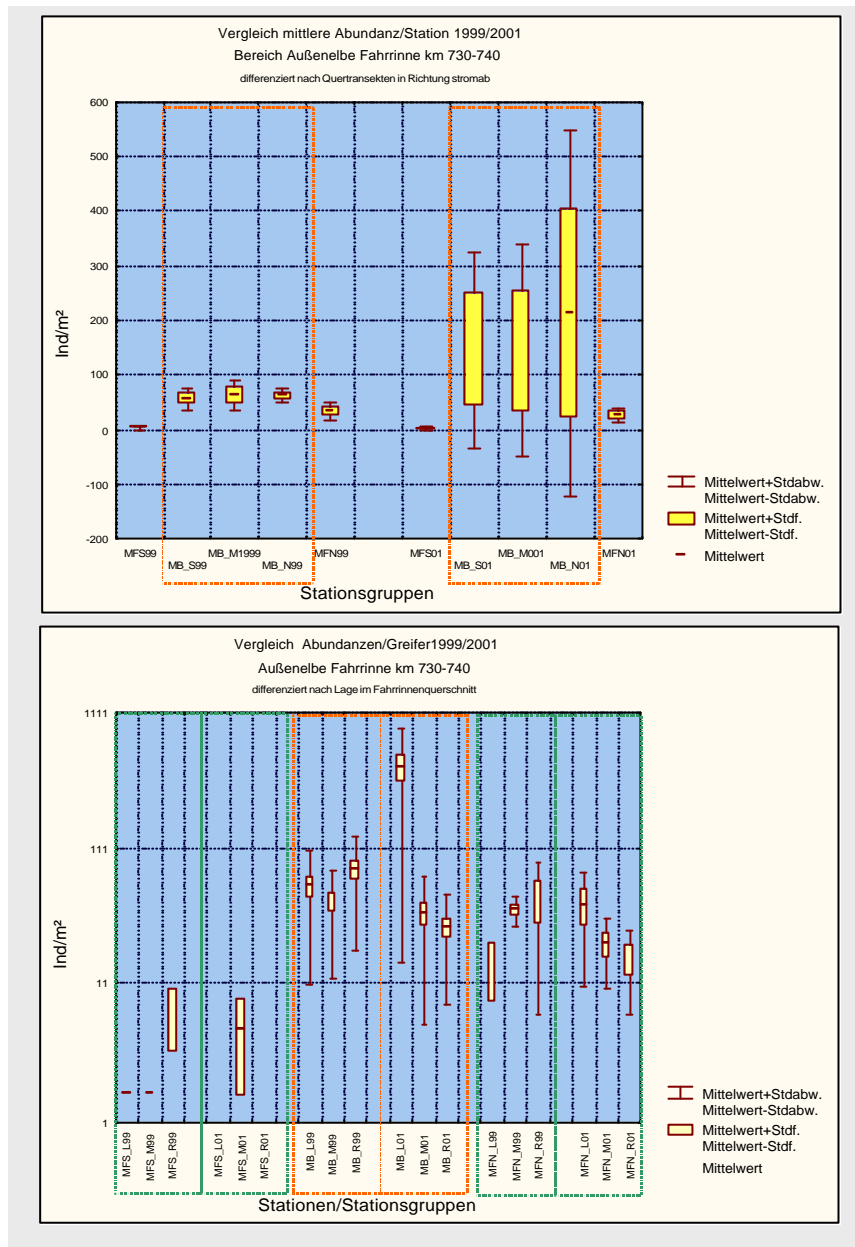 Vergleich mittlere Abundanz/Station 1999/2001
Bereich Außenelbe Fahrrinne km 730-740
differenziert nach Quertransekten in Richtung stromab
600
500
400
300
200
100
0
-100
-200
Ind/m²
MFS99
MB_S99
MB_M1999
MB_N99
MFN99
MFS01
MB_S01
MB_M001
MB_N01
MFN01
Stationsgruppen
Mittelwert+Stdabw.
Mittelwert-Stdabw.
Mittelwert+Stdf.
Mittelwert-Stdf.
Mittelwert
Vergleich Abundanzen/Greifer1999/2001
Außenelbe Fahrrinne km 730-740
differenziert nach Lage im Fahrrinnenquerschnitt
1111
111
11
1
Ind/m²
MFS_L99
MFS_M99
MFS_R99
MFS_L01
MFS_M01
MFS_R01
MB_L99
MB_M99
MB_R99
MB_L01
MB_M01
MB_R01
MFN_L99
MFN_M99
MFN_R99
MFN_L01
MFN_M01
MFN_R01
Stationen/Stationsgruppen
Mittelwert+Stdabw.
Mittelwert-Stdabw.
Mittelwert+Stdf.
Mittelwert-Stdf.
Mittelwert